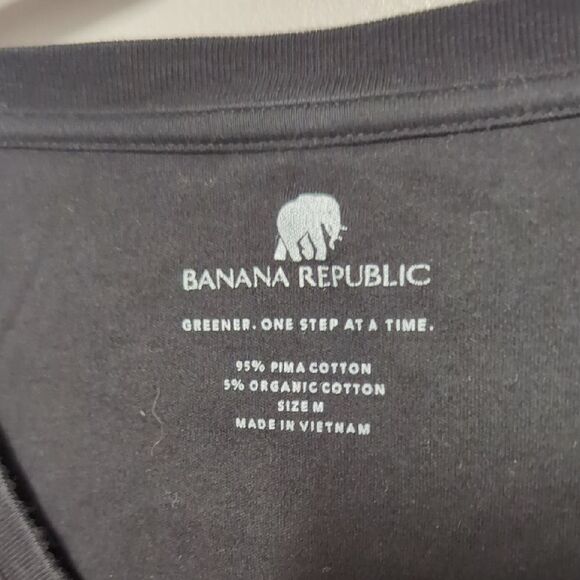 BANANA REPUBLIC
GREENER. ONE STEP AT A TIME.
95% PIMA COTTON
5% ORGANIC COTTON
SIZE M
MADE IN VIETNAM